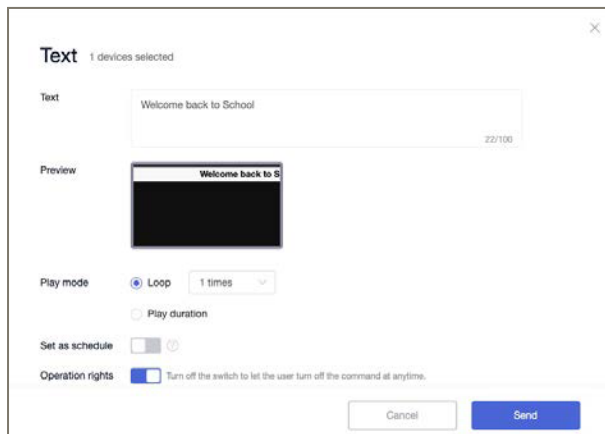 Text 1 devices selected
Text
Welcome back to School
22/100
Preview
Welcome back to S
Play mode
Loop
1 times
Play duration
Set as schedule
Operation rights
Turn off the switch to let the user turn off the command at anytime.
Cancel
Send